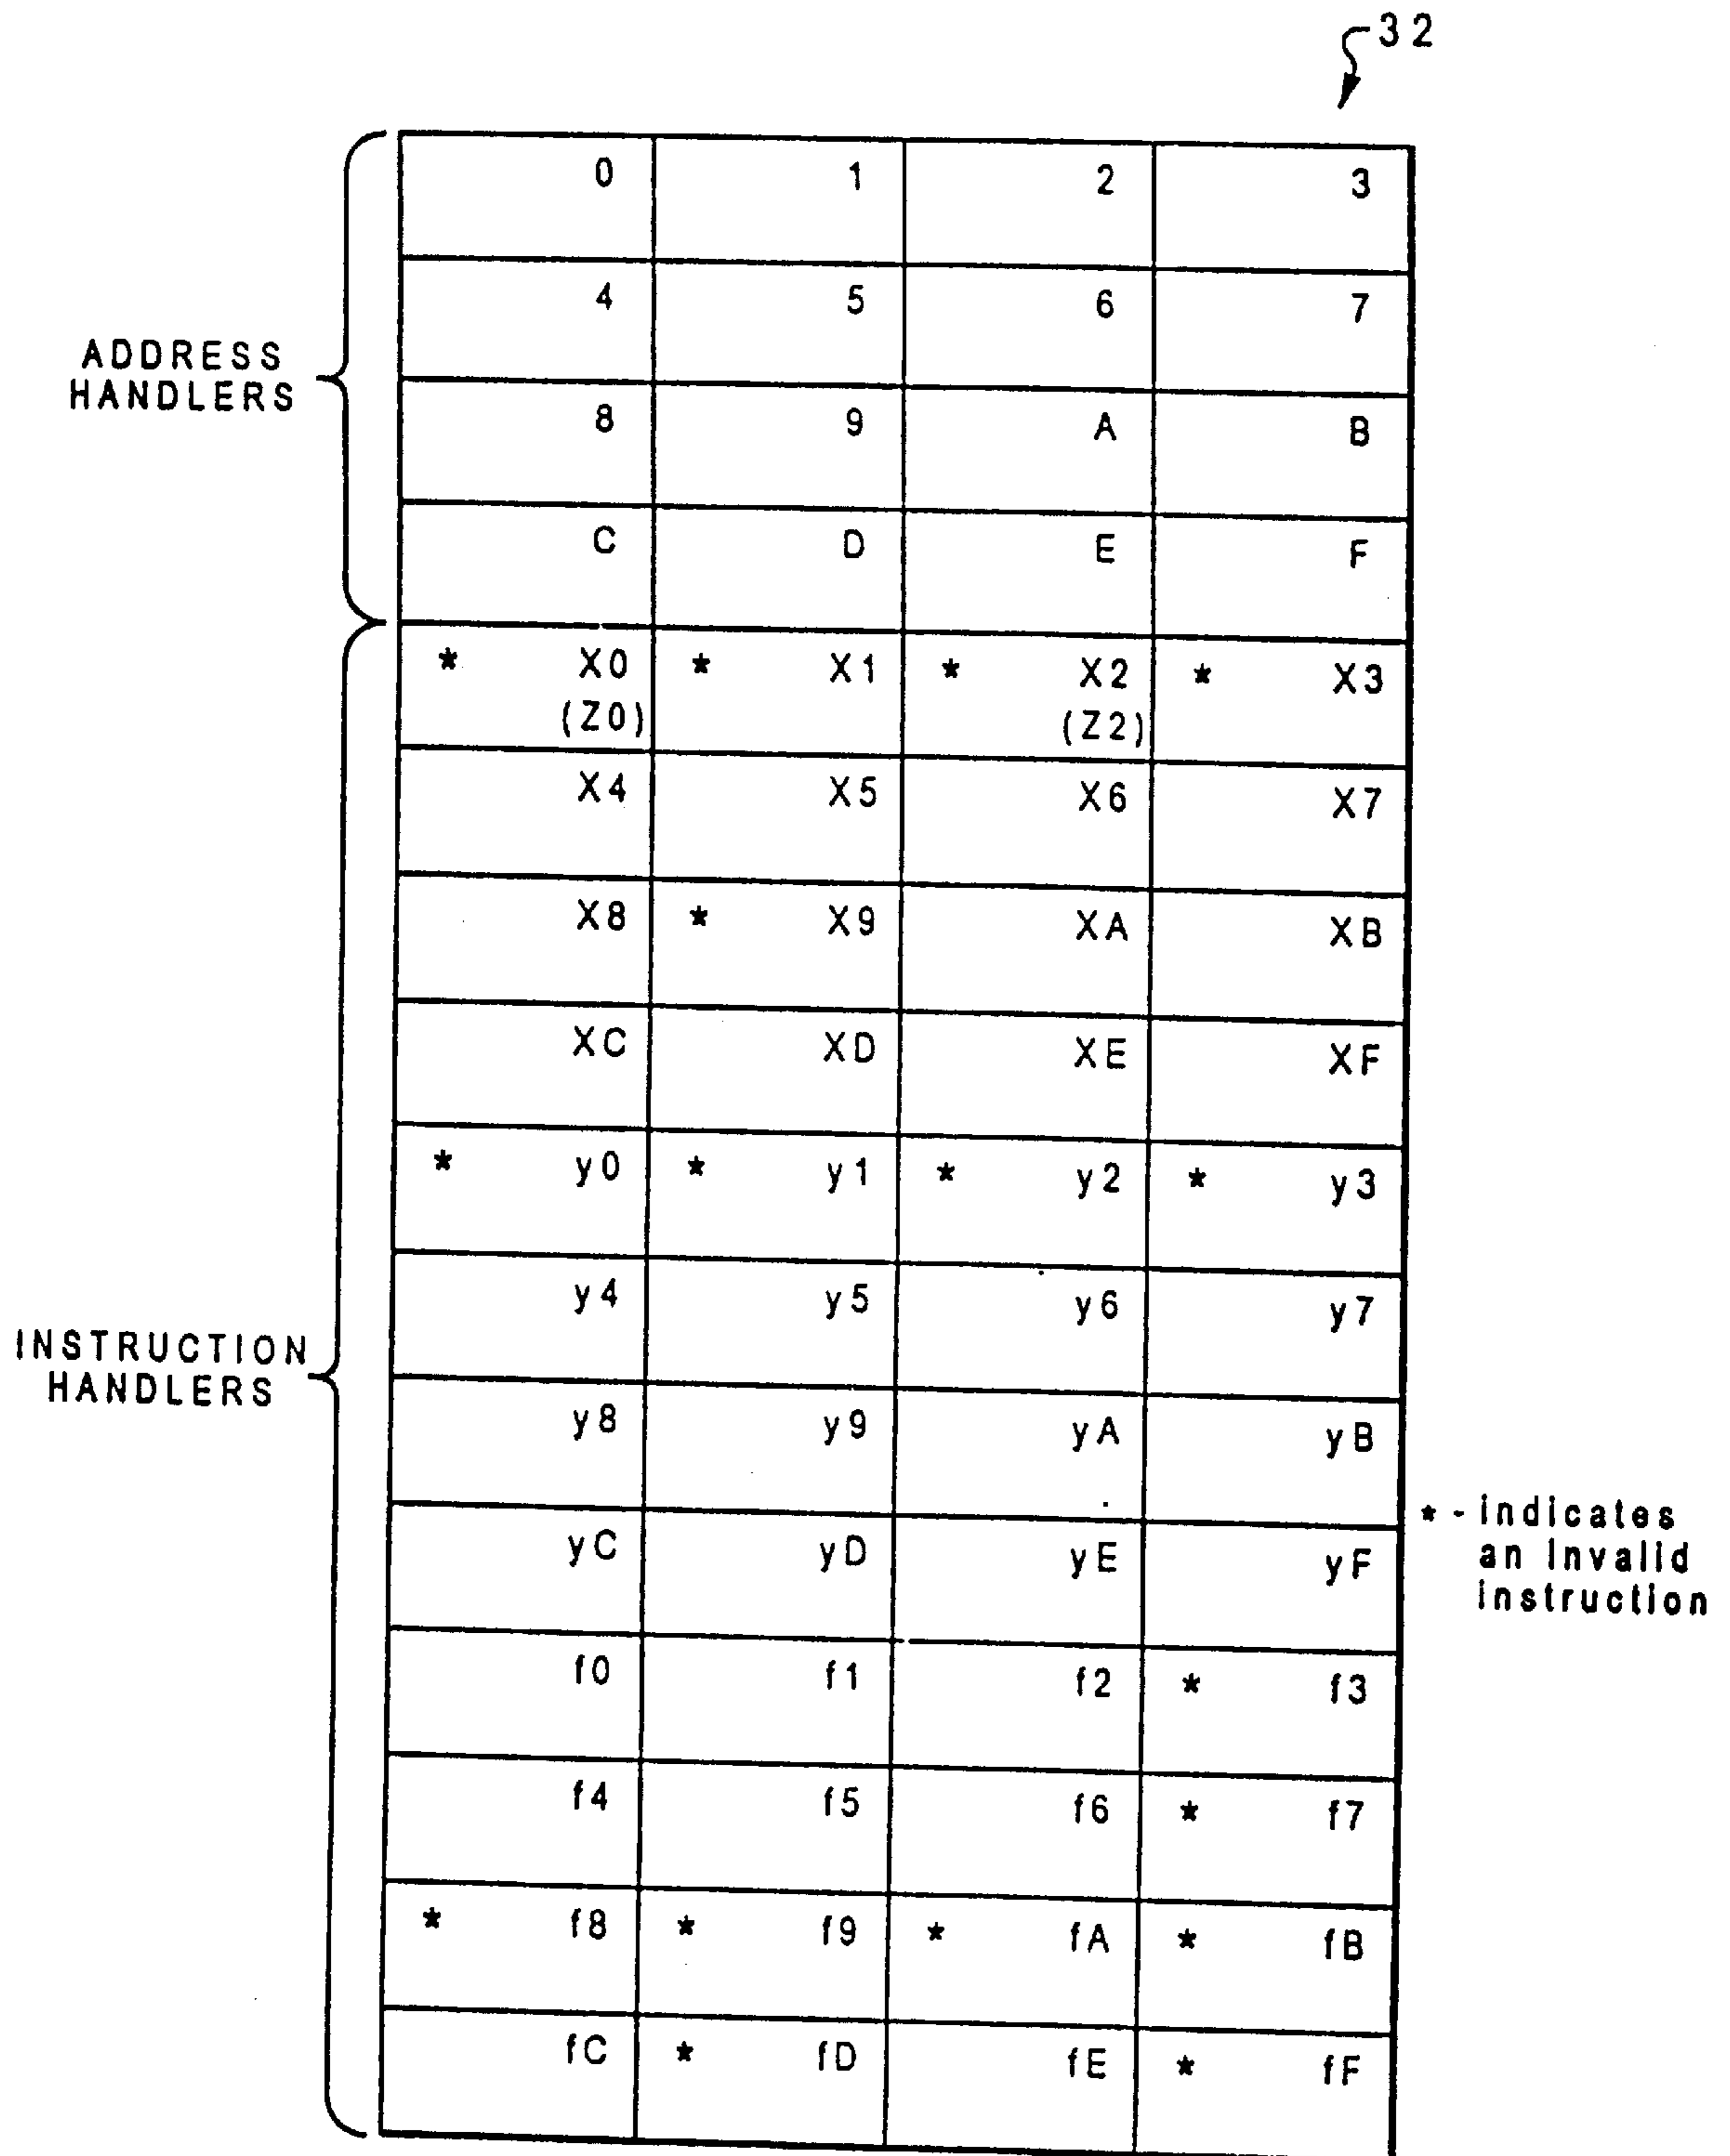 32
0 1 2 3
4 5 6 7
ADDRESS
HANDLERS
8 9 A B
C D E F
* X0 * X1 * X2 * X3
(Z0) (Z2)
X4 X5 X6 X7
X8 * X9 XA XB
XC XD XE XF
* y0 * y1 * y2 * y3
y4 y5 y6 y7
INSTRUCTION
HANDLERS
y8 y9 yA yB
* - indicates
an invalid
instruction
yC yD yE yF
f0 f1 f2 * f3
f4 f5 f6 * f7
* f8 * f9 * fA * fB
fC * fD fE * fF